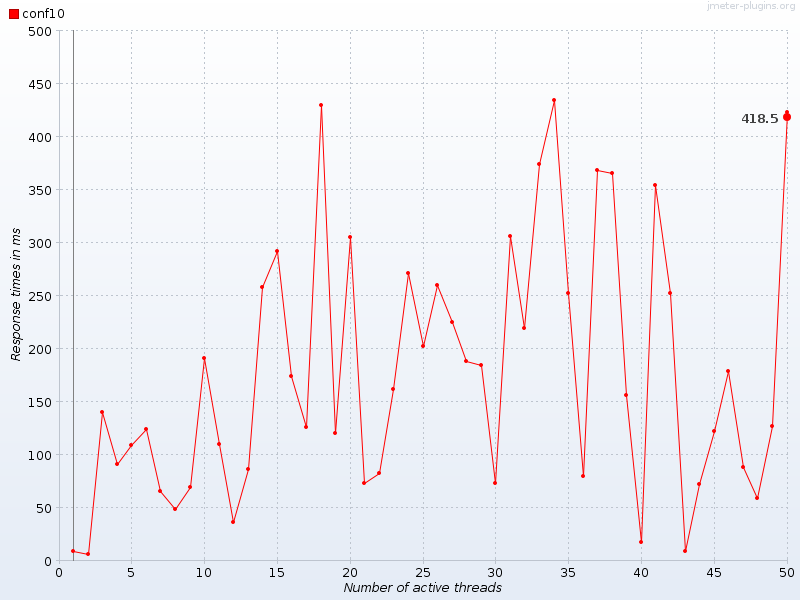 jmeter-plugins.org
conf10
500
450
400
350
300
250
200
150
100
50
0
418.5
Response times in ms
0 5 10 15 20 25 30 35 40 45 50
Number of active threads